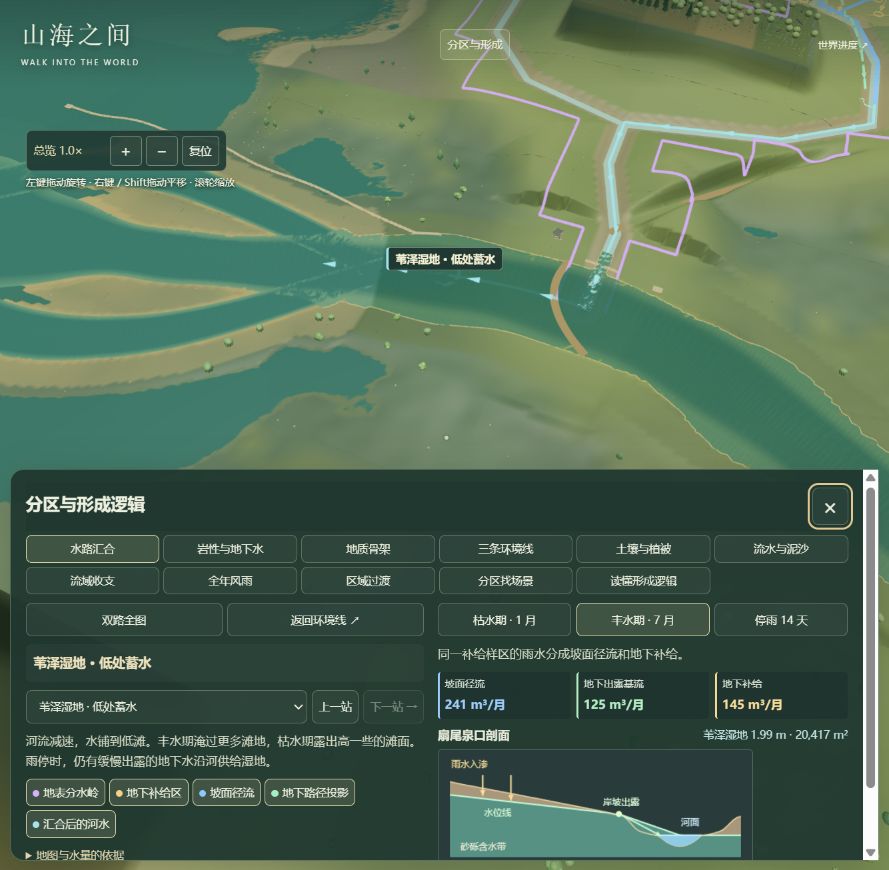 山海之间
WALK INTO THE WORLD
分区与形成
世界进度 ↗
总览 1.0×
+
−
复位
左键拖动旋转 · 右键 / Shift拖动平移 · 滚轮缩放
苇泽湿地 · 低处蓄水
分区与形成逻辑
×
水路汇合
岩性与地下水
地质骨架
三条环境线
土壤与植被
流水与泥沙
流域收支
全年风雨
区域过渡
分区找场景
读懂形成逻辑
双路全图
返回环境线 ↗
枯水期 · 1 月
丰水期 · 7 月
停雨 14 天
苇泽湿地 · 低处蓄水
苇泽湿地 · 低处蓄水
上一站
下一站 →
河流减速，水铺到低滩。丰水期淹过更多滩地，枯水期露出高一些的滩面。
雨停时，仍有缓慢出露的地下水沿河供给湿地。
地表分水岭
地下补给区
坡面径流
地下路径投影
汇合后的河水
▸ 地图与水量的依据
同一补给样区的雨水分成坡面径流和地下补给。
坡面径流
241 m³/月
地下出露基流
125 m³/月
地下补给
145 m³/月
扇尾泉口剖面
苇泽湿地 1.99 m · 20,417 m²
雨水入渗
水位线
岸坡出露
河面
砂砾含水带